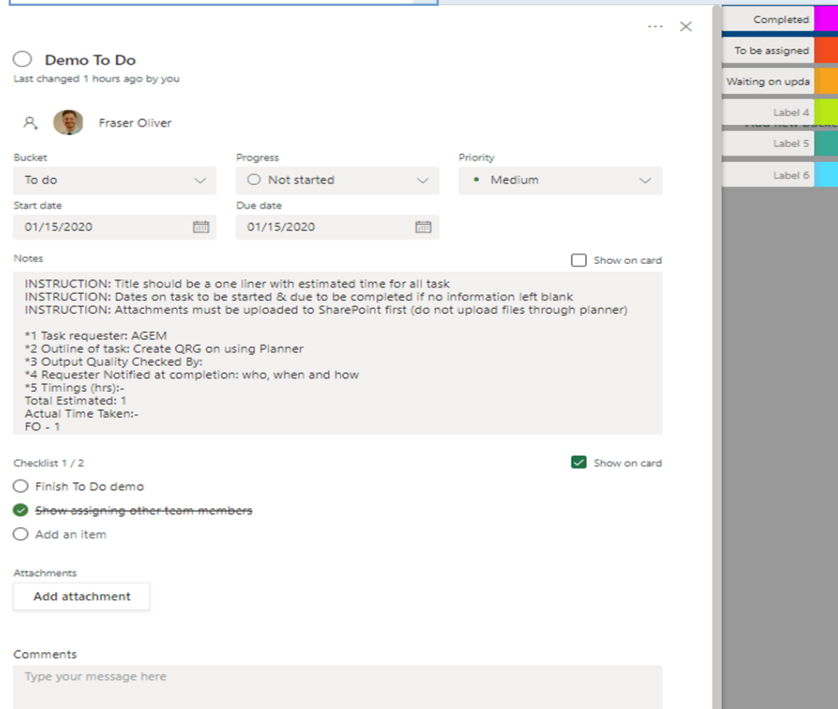 Demo To Do
Last changed 1 hours ago by you
Fraser Oliver
Bucket
Progress
Priority
To do
Not started
Medium
Start date
Due date
01/15/2020
01/15/2020
Notes
Show on card
INSTRUCTION: Title should be a one liner with estimated time for all task
INSTRUCTION: Dates on task to be started & due to be completed if no information left blank
INSTRUCTION: Attachments must be uploaded to SharePoint first (do not upload files through planner)
*1 Task requester: AGEM
*2 Outline of task: Create QRG on using Planner
*3 Output Quality Checked By:
*4 Requester Notified at completion: who, when and how
*5 Timings (hrs):-
Total Estimated: 1
Actual Time Taken:-
FO - 1
Checklist 1 / 2
Show on card
Finish To Do demo
Show assigning other team members
Add an item
Attachments
Add attachment
Comments
Type your message here
Completed
To be assigned
Waiting on upda
Label 4
Label 5
Label 6